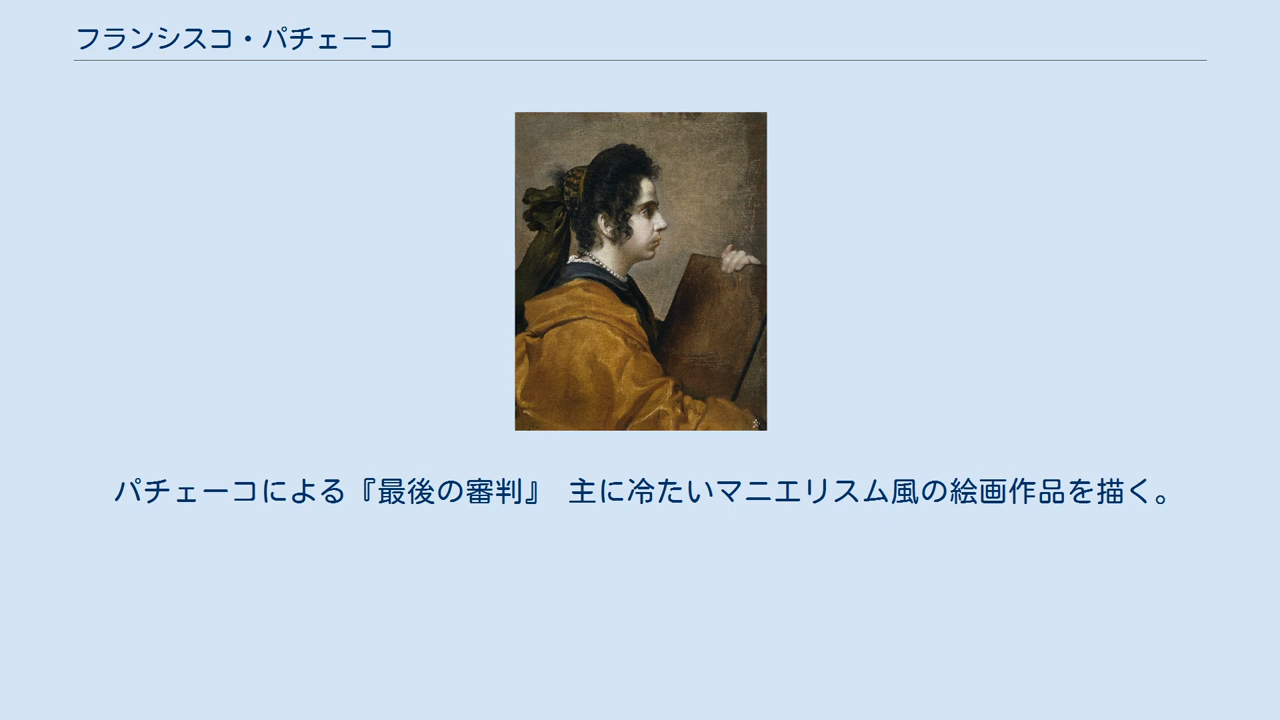 フランシスコ・パチェーコ
パチェーコによる『最後の審判』 主に冷たいマニエリスム風の絵画作品を描く。